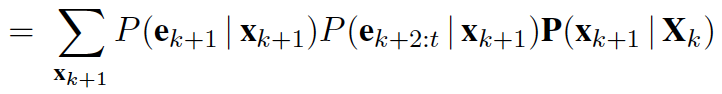 = ∑_{𝐱_{k+1}} P(𝐞_{k+1} | 𝐱_{k+1})P(𝐞_{k+2:t} | 𝐱_{k+1})𝐏(𝐱_{k+1} | 𝐗_k)